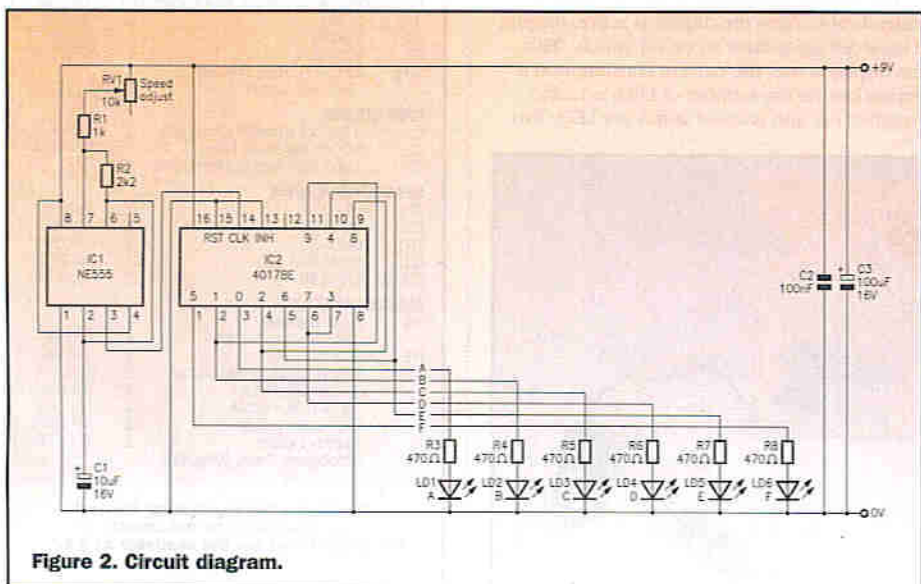 +9V
RV1
10k
Speed
adjust
R1
1k
R2
2k2
8 7 6 5
16 15 14 13 12 11 10 9
RST CLK INH 9 4 8
IC1
NE555
IC2
4017BE
5 1 0 2 6 7 3
1 2 3 4
1 2 3 4 5 6 7 8
C2
100nF
C3
100uF
16V
A
B
C
D
E
F
R3
470Ω
R4
470Ω
R5
470Ω
R6
470Ω
R7
470Ω
R8
470Ω
C1
10uF
16V
LD1
A
LD2
B
LD3
C
LD4
D
LD5
E
LD6
F
0V
Figure 2. Circuit diagram.